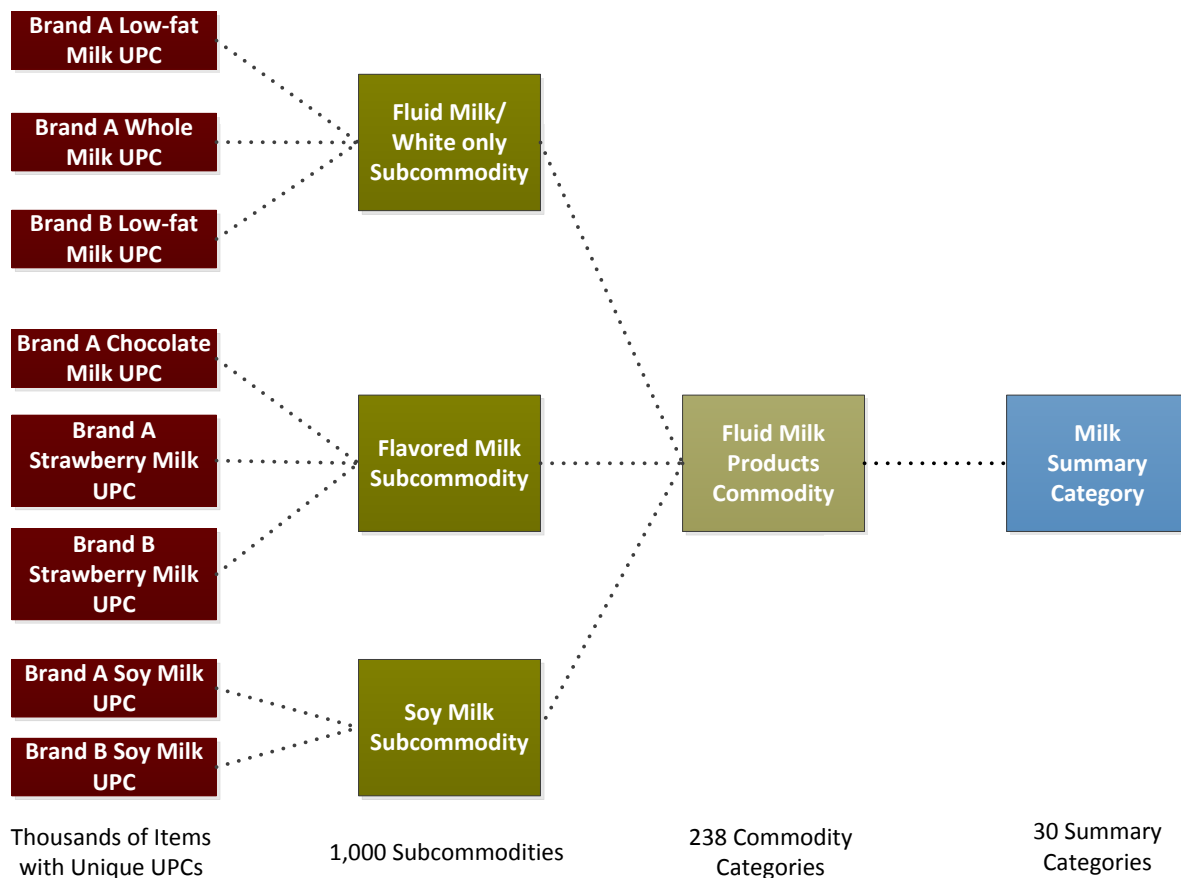 Brand A Low-fat
Milk UPC
Brand A Whole
Milk UPC
Brand B Low-fat
Milk UPC
Brand A Chocolate
Milk UPC
Brand A
Strawberry Milk
UPC
Brand B
Strawberry Milk
UPC
Brand A Soy Milk
UPC
Brand B Soy Milk
UPC
Thousands of Items
with Unique UPCs
Fluid Milk/
White only
Subcommodity
Flavored Milk
Subcommodity
Soy Milk
Subcommodity
1,000 Subcommodities
Fluid Milk
Products
Commodity
238 Commodity
Categories
Milk
Summary
Category
30 Summary
Categories